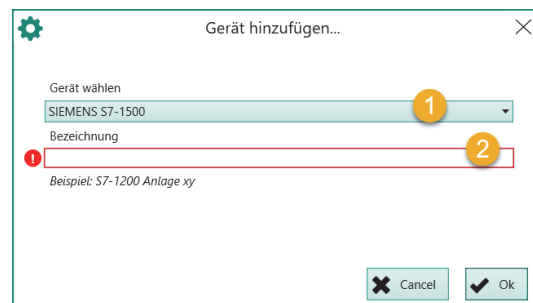 Gerät hinzufügen...
Gerät wählen
SIEMENS S7-1500
1
Bezeichnung
2
Beispiel: S7-1200 Anlage xy
Cancel
Ok